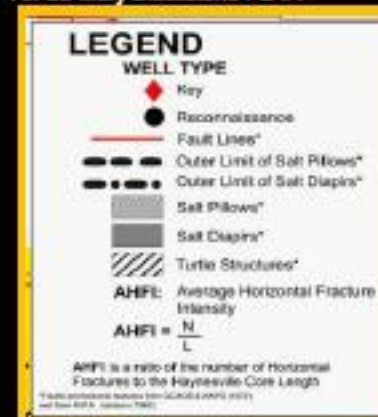 LEGEND
WELL TYPE
Key
Reconnaissance
Fault Lines*
Outer Limit of Salt Pillows*
Outer Limit of Salt Diapirs*
Salt Pillows*
Salt Diapirs*
Turtle Structures*
AHFI: Average Horizontal Fracture
Intensity
AHFI = N
L
AHFI is a ratio of the number of Horizontal
Fractures to the Haynesville Core Length